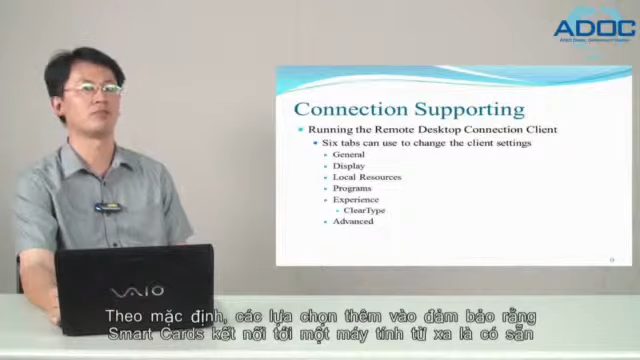 ADOC
Connection Supporting
Running the Remote Desktop Connection Client
Six tabs can use to change the client settings
General
Display
Local Resources
Programs
Experience
ClearType
Advanced
VAIO
Theo mặc định, các lựa chọn thêm vào đảm bảo rằng
Smart Cards kết nối tới một máy tính từ xa là có sẵn